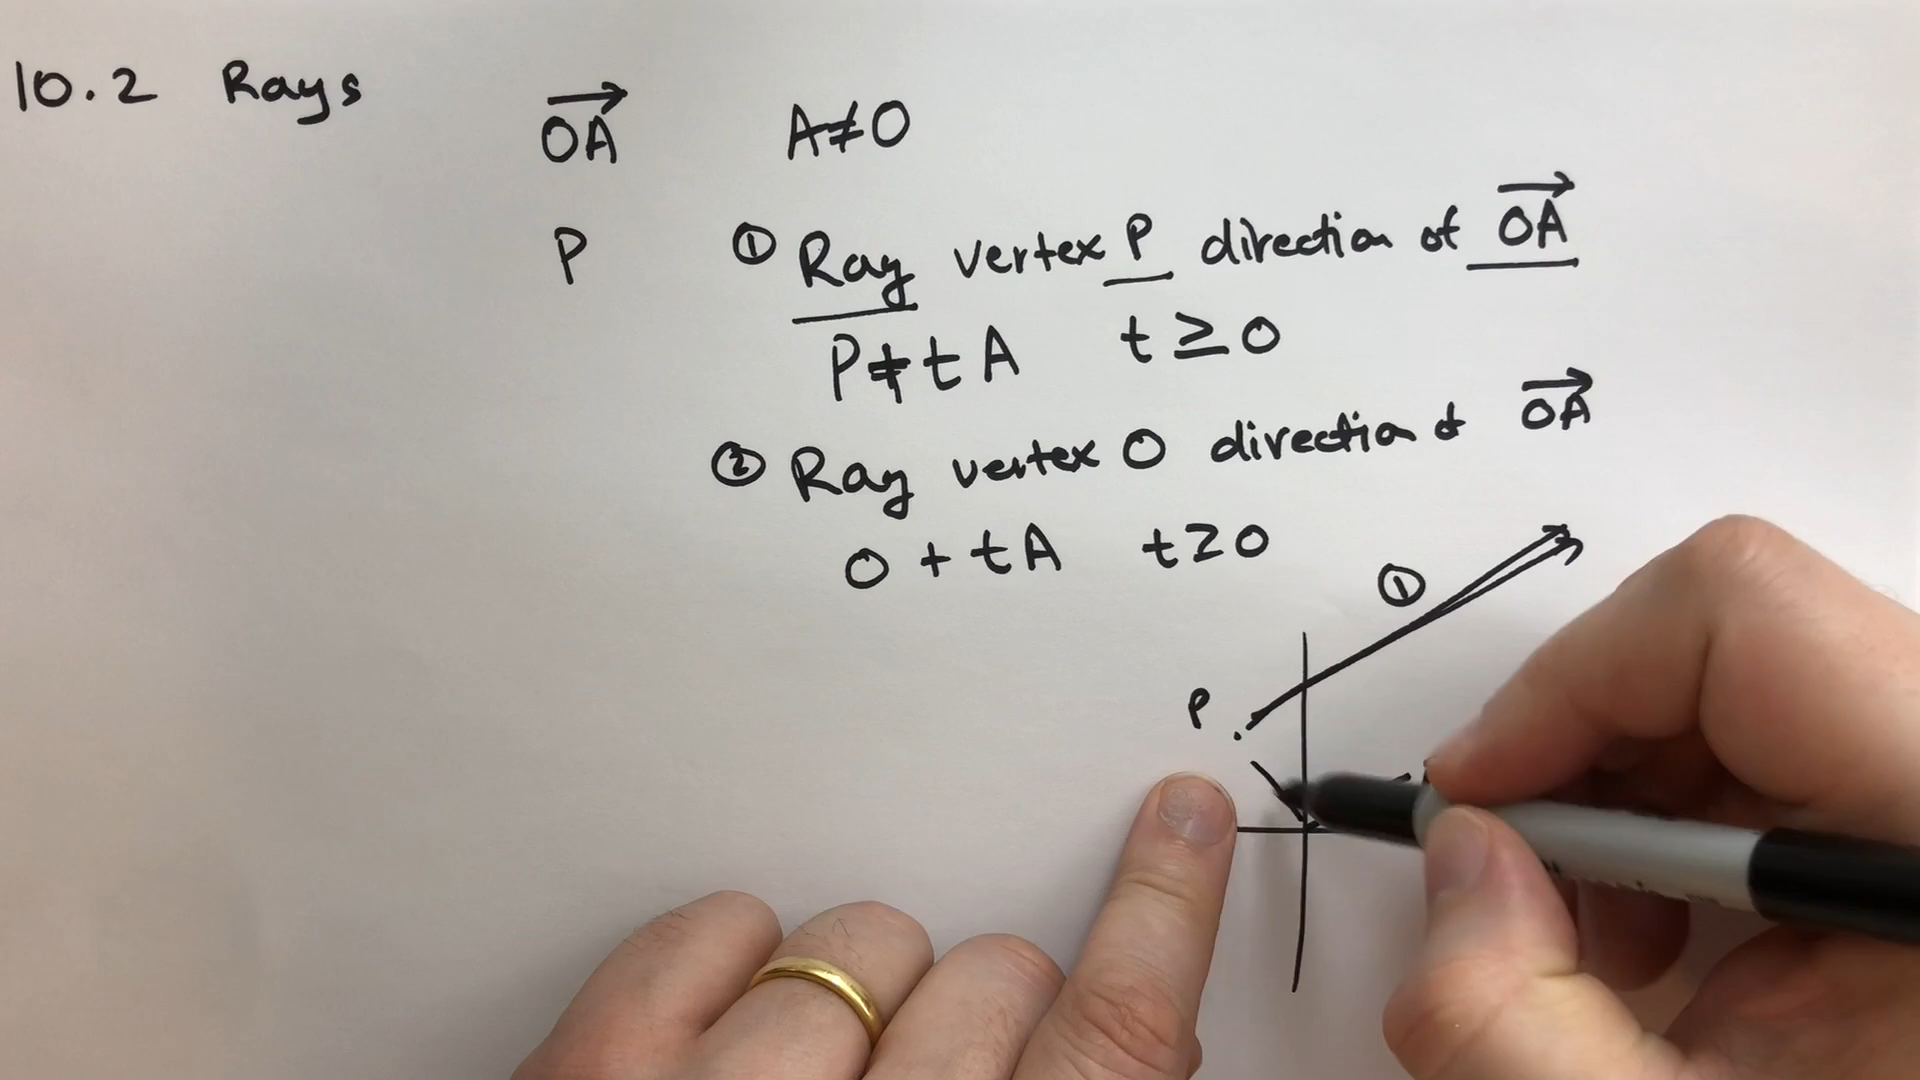 10.2 Rays
OA A≠O
P ① Ray vertex P direction of OA
P + tA t ≥ 0
② Ray vertex O direction of OA
O + tA t ≥ 0
①
P